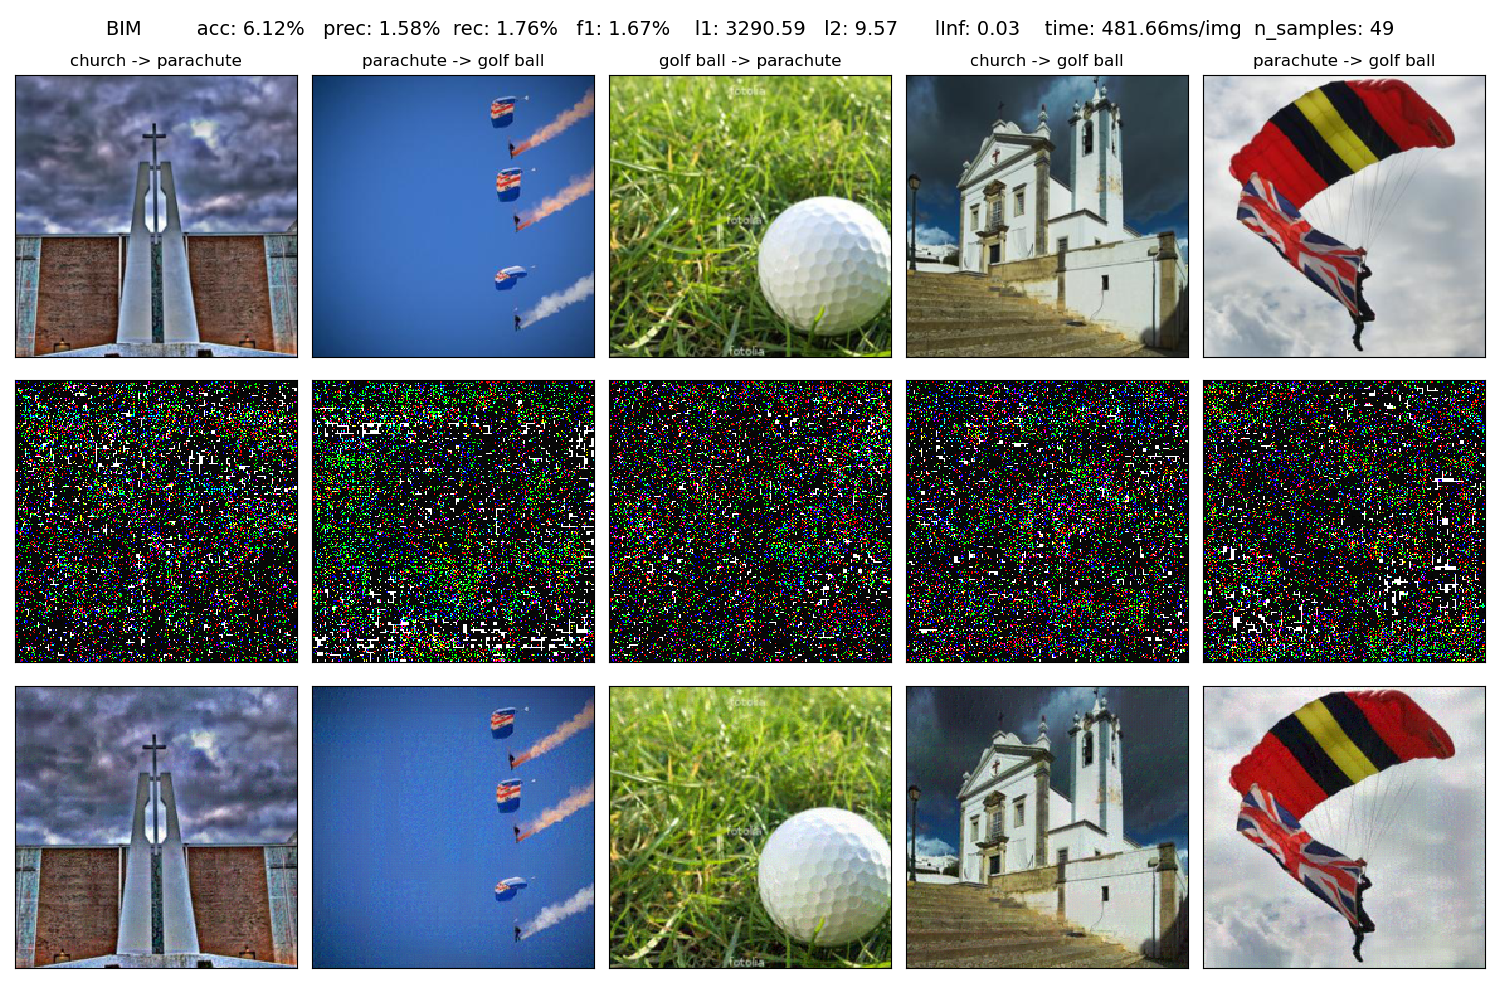 BIM acc: 6.12% prec: 1.58% rec: 1.76% f1: 1.67% l1: 3290.59 l2: 9.57 lInf: 0.03 time: 481.66ms/img n_samples: 49
church -> parachute
parachute -> golf ball
golf ball -> parachute
church -> golf ball
parachute -> golf ball
fotolia
fotolia
fotolia
fotolia
fotolia
fotolia